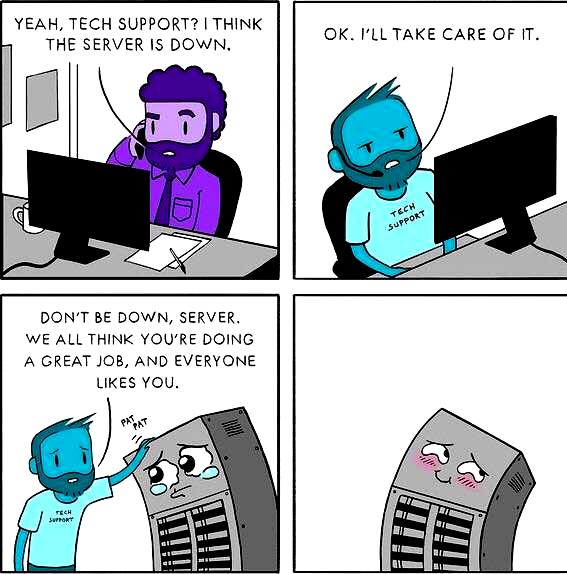 YEAH, TECH SUPPORT? I THINK
THE SERVER IS DOWN.
OK. I'LL TAKE CARE OF IT.
TECH
SUPPORT
DON'T BE DOWN, SERVER.
WE ALL THINK YOU'RE DOING
A GREAT JOB, AND EVERYONE
LIKES YOU.
PAT
PAT
TECH
SUPPORT